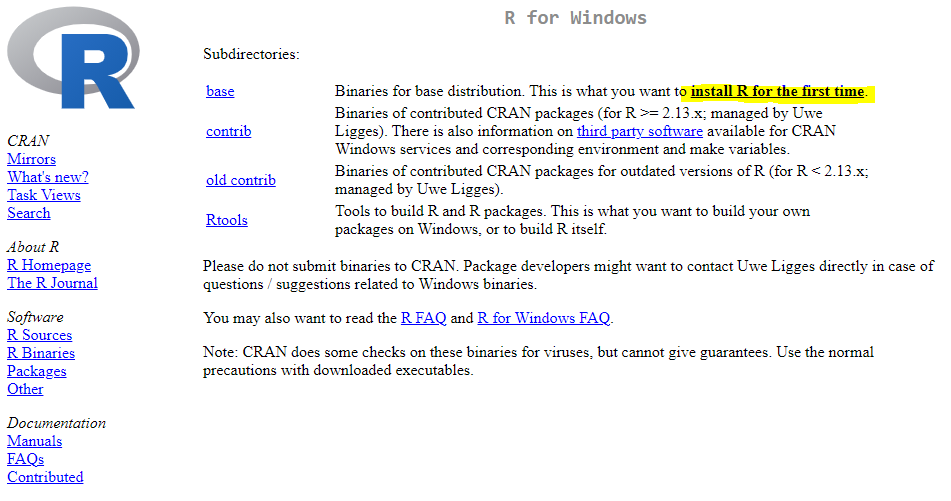 R
R for Windows
CRAN
Mirrors
What's new?
Task Views
Search
About R
R Homepage
The R Journal
Software
R Sources
R Binaries
Packages
Other
Documentation
Manuals
FAQs
Contributed
Subdirectories:
base
Binaries for base distribution. This is what you want to install R for the first time.
contrib
Binaries of contributed CRAN packages (for R >= 2.13.x; managed by Uwe
Ligges). There is also information on third party software available for CRAN
Windows services and corresponding environment and make variables.
old contrib
Binaries of contributed CRAN packages for outdated versions of R (for R < 2.13.x;
managed by Uwe Ligges).
Rtools
Tools to build R and R packages. This is what you want to build your own
packages on Windows, or to build R itself.
Please do not submit binaries to CRAN. Package developers might want to contact Uwe Ligges directly in case of
questions / suggestions related to Windows binaries.
You may also want to read the R FAQ and R for Windows FAQ.
Note: CRAN does some checks on these binaries for viruses, but cannot give guarantees. Use the normal
precautions with downloaded executables.